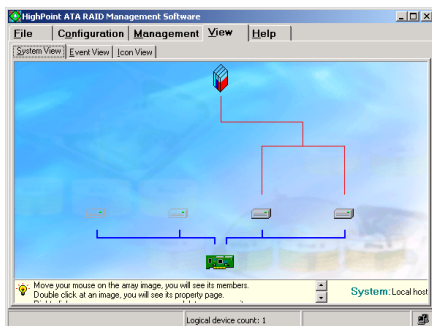 HighPoint ATA RAID Management Software
File Configuration Management View Help
System View Event View Icon View
Move your mouse on the array image, you will see its members.
Double click at an image, you will see its property page.
System: Local host
Logical device count: 1